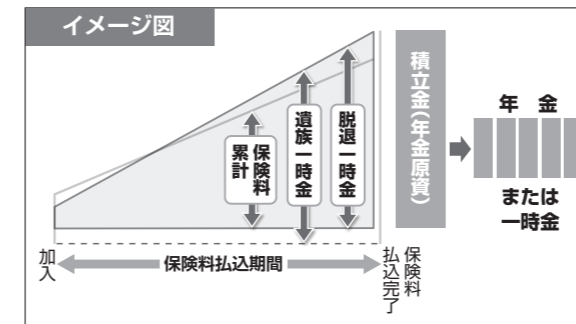 イメージ図
保険料
累計
遺族一時金
脱退一時金
積立金(年金原資)
年 金
または
一時金
加入
保険料払込期間
保険料
払込完了